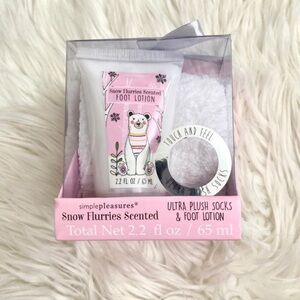 Snow Flurries Scented
FOOT LOTION
2.2 fl oz / 65 ml
TOUCH AND FEEL
SOCKS
simplepleasures®
Snow Flurries Scented
ULTRA PLUSH SOCKS
& FOOT LOTION
Total Net 2.2 fl oz / 65 ml